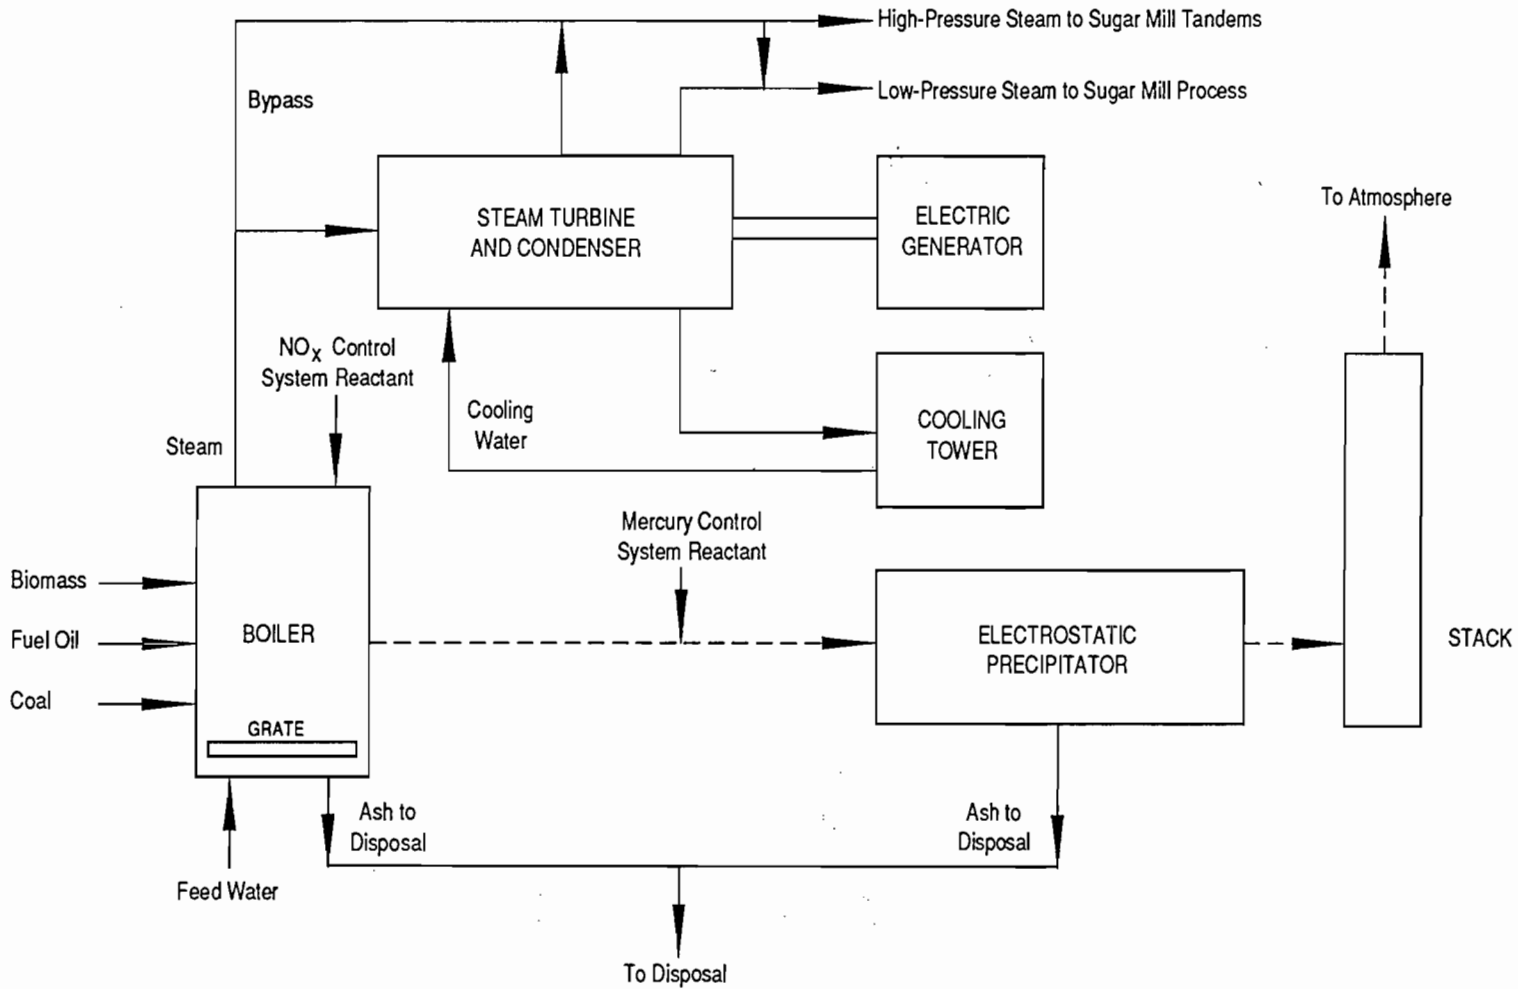 High-Pressure Steam to Sugar Mill Tandems
Bypass
Low-Pressure Steam to Sugar Mill Process
STEAM TURBINE
AND CONDENSER
ELECTRIC
GENERATOR
To Atmosphere
NOx Control
System Reactant
Steam
Cooling
Water
COOLING
TOWER
Mercury Control
System Reactant
Biomass
Fuel Oil
Coal
BOILER
GRATE
ELECTROSTATIC
PRECIPITATOR
STACK
Ash to
Disposal
Ash to
Disposal
Feed Water
To Disposal